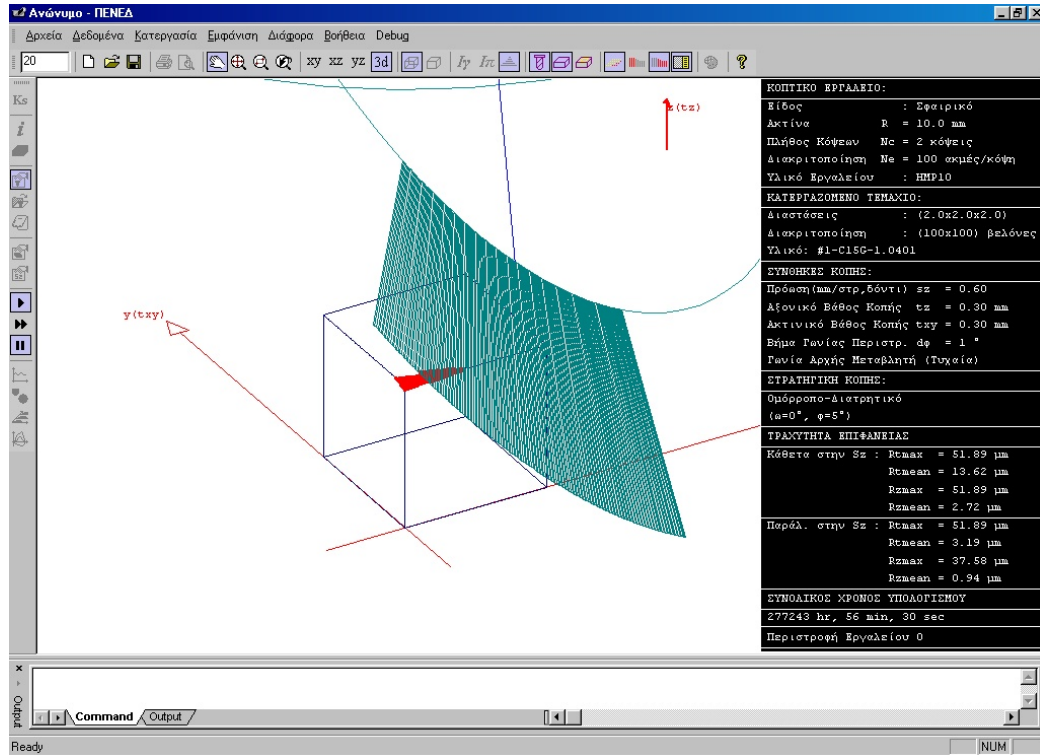 Ανώνυμο - ΠΕΝΕΔ
Αρχεία Δεδομένα Κατεργασία Εμφάνιση Διάφορα Βοήθεια Debug
20 xy xz yz 3d Iγ Iπ
Ks
i
SZ
z(tz)
y(txy)
ΚΟΠΤΙΚΟ ΕΡΓΑΛΕΙΟ:
Είδος : Σφαιρικό
Ακτίνα R = 10.0 mm
Πλήθος Κόψεων Nc = 2 κόψεις
Διακριτοποίηση Ne = 100 ακμές/κόψη
Υλικό Εργαλείου : HMP10
ΚΑΤΕΡΓΑΖΟΜΕΝΟ ΤΕΜΑΧΙΟ:
Διαστάσεις : (2.0x2.0x2.0)
Διακριτοποίηση : (100x100) βελόνες
Υλικό: #1-C15G-1.0401
ΣΥΝΘΗΚΕΣ ΚΟΠΗΣ:
Πρόωση(mm/στρ,δόντι) sz = 0.60
Αξονικό Βάθος Κοπής tz = 0.30 mm
Ακτινικό Βάθος Κοπής txy = 0.30 mm
Βήμα Γωνίας Περιστρ. dφ = 1 °
Γωνία Αρχής Μεταβλητή (Τυχαία)
ΣΤΡΑΤΗΓΙΚΗ ΚΟΠΗΣ:
Ομόρροπο-Διατρητικό
(ω=0°, φ=5°)
ΤΡΑΧΥΤΗΤΑ ΕΠΙΦΑΝΕΙΑΣ
Κάθετα στην Sz : Rtmax = 51.89 μm
Rtmean = 13.62 μm
Rzmax = 51.89 μm
Rzmean = 2.72 μm
Παράλ. στην Sz : Rtmax = 51.89 μm
Rtmean = 3.19 μm
Rzmax = 37.58 μm
Rzmean = 0.94 μm
ΣΥΝΟΛΙΚΟΣ ΧΡΟΝΟΣ ΥΠΟΛΟΓΙΣΜΟΥ
277243 hr, 56 min, 30 sec
Περιστροφή Εργαλείου 0
Output
Command Output
Ready NUM